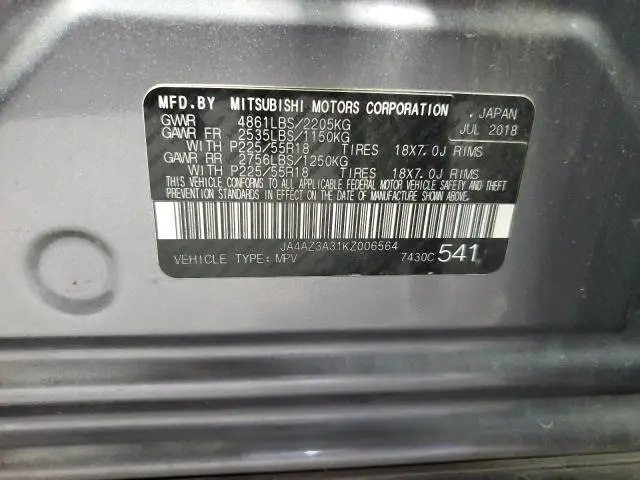 MFD.BY MITSUBISHI MOTORS CORPORATION , JAPAN
GVWR 4861LBS/2205KG JUL 2018
GAWR FR 2535LBS/1150KG
WITH P225/55R18 TIRES 18X7.0J RIMS
GAWR RR 2756LBS/1250KG
WITH P225/55R18 TIRES 18X7.0J RIMS
THIS VEHICLE CONFORMS TO ALL APPLICABLE FEDERAL MOTOR VEHICLE SAFETY AND THEFT
PREVENTION STANDARDS IN EFFECT ON THE DATE OF MANUFACTURE SHOWN ABOVE.
JA4AZ3A31KZ006564
VEHICLE TYPE:MPV 7430C 541